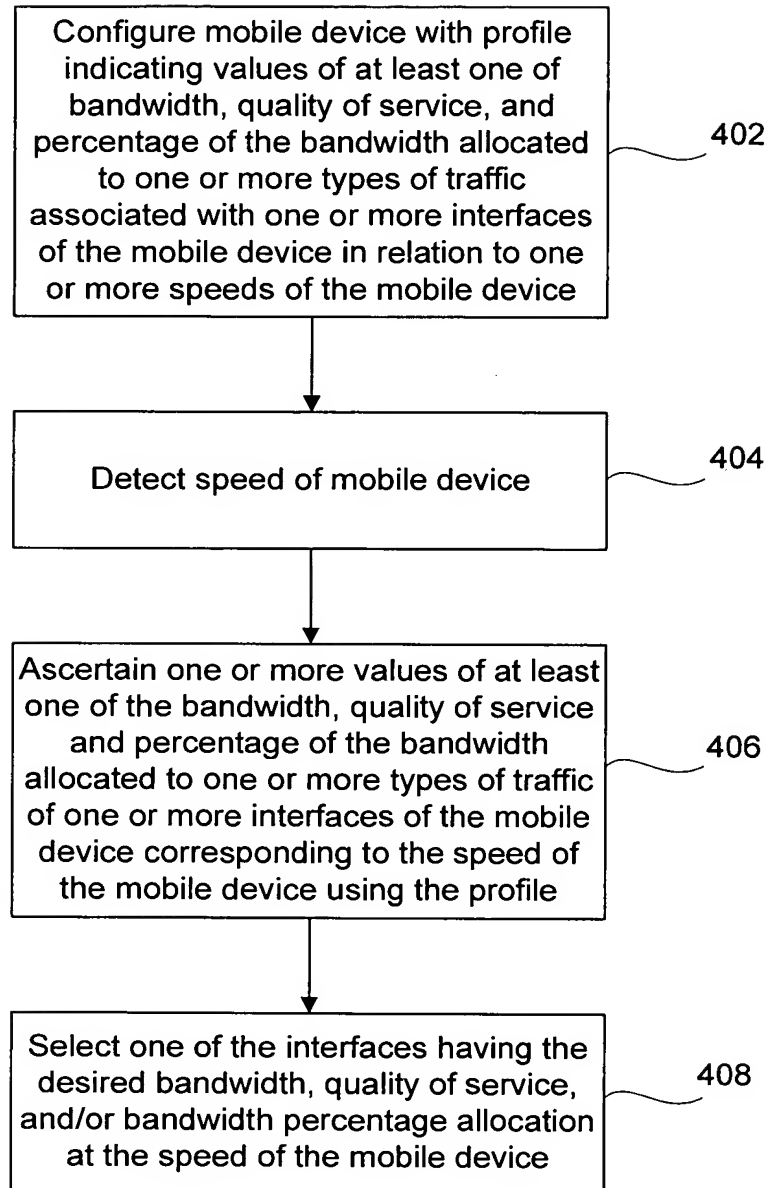 Configure mobile device with profile
indicating values of at least one of
bandwidth, quality of service, and
percentage of the bandwidth allocated
to one or more types of traffic
associated with one or more interfaces
of the mobile device in relation to one
or more speeds of the mobile device
402
Detect speed of mobile device
404
Ascertain one or more values of at least
one of the bandwidth, quality of service
and percentage of the bandwidth
allocated to one or more types of traffic
of one or more interfaces of the mobile
device corresponding to the speed of
the mobile device using the profile
406
Select one of the interfaces having the
desired bandwidth, quality of service,
and/or bandwidth percentage allocation
at the speed of the mobile device
408